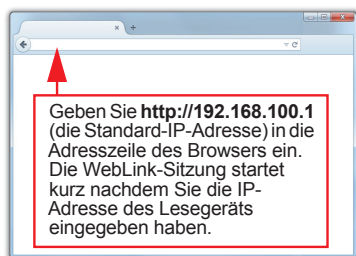 Geben Sie http://192.168.100.1
(die Standard-IP-Adresse) in die
Adresszeile des Browsers ein.
Die WebLink-Sitzung startet
kurz nachdem Sie die IP-
Adresse des Lesegeräts
eingegeben haben.